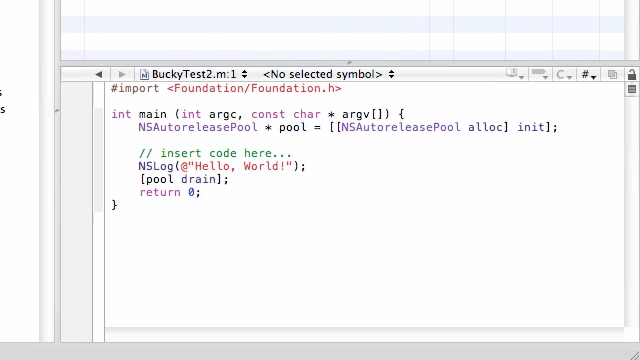 BuckyTest2.m:1 <No selected symbol> C #
#import <Foundation/Foundation.h>
int main (int argc, const char * argv[]) {
NSAutoreleasePool * pool = [[NSAutoreleasePool alloc] init];
// insert code here...
NSLog(@"Hello, World!");
[pool drain];
return 0;
}
s
s